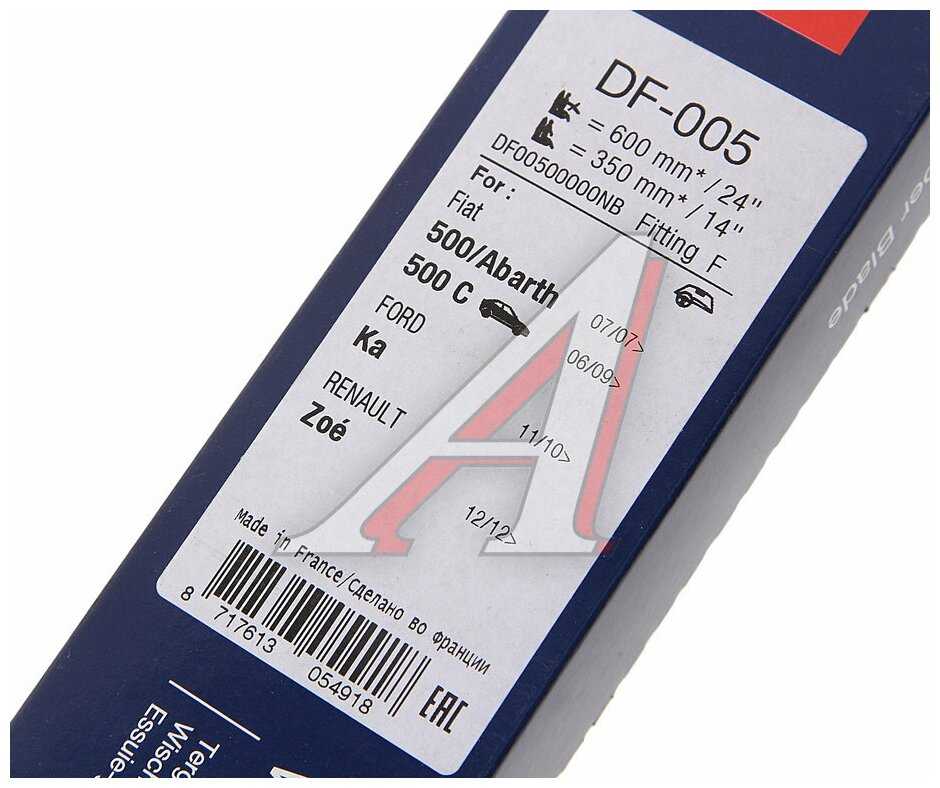 DF-005
= 600 mm*/24"
= 350 mm*/14"
DF00500000NB Fitting F
For :
Fiat
500/Abarth 07/07>
500 C 06/09>
FORD
Ka 11/10>
RENAULT
Zoé 12/12>
Made in France/Сделано во франции
8 717613 054918
EAC
Blade